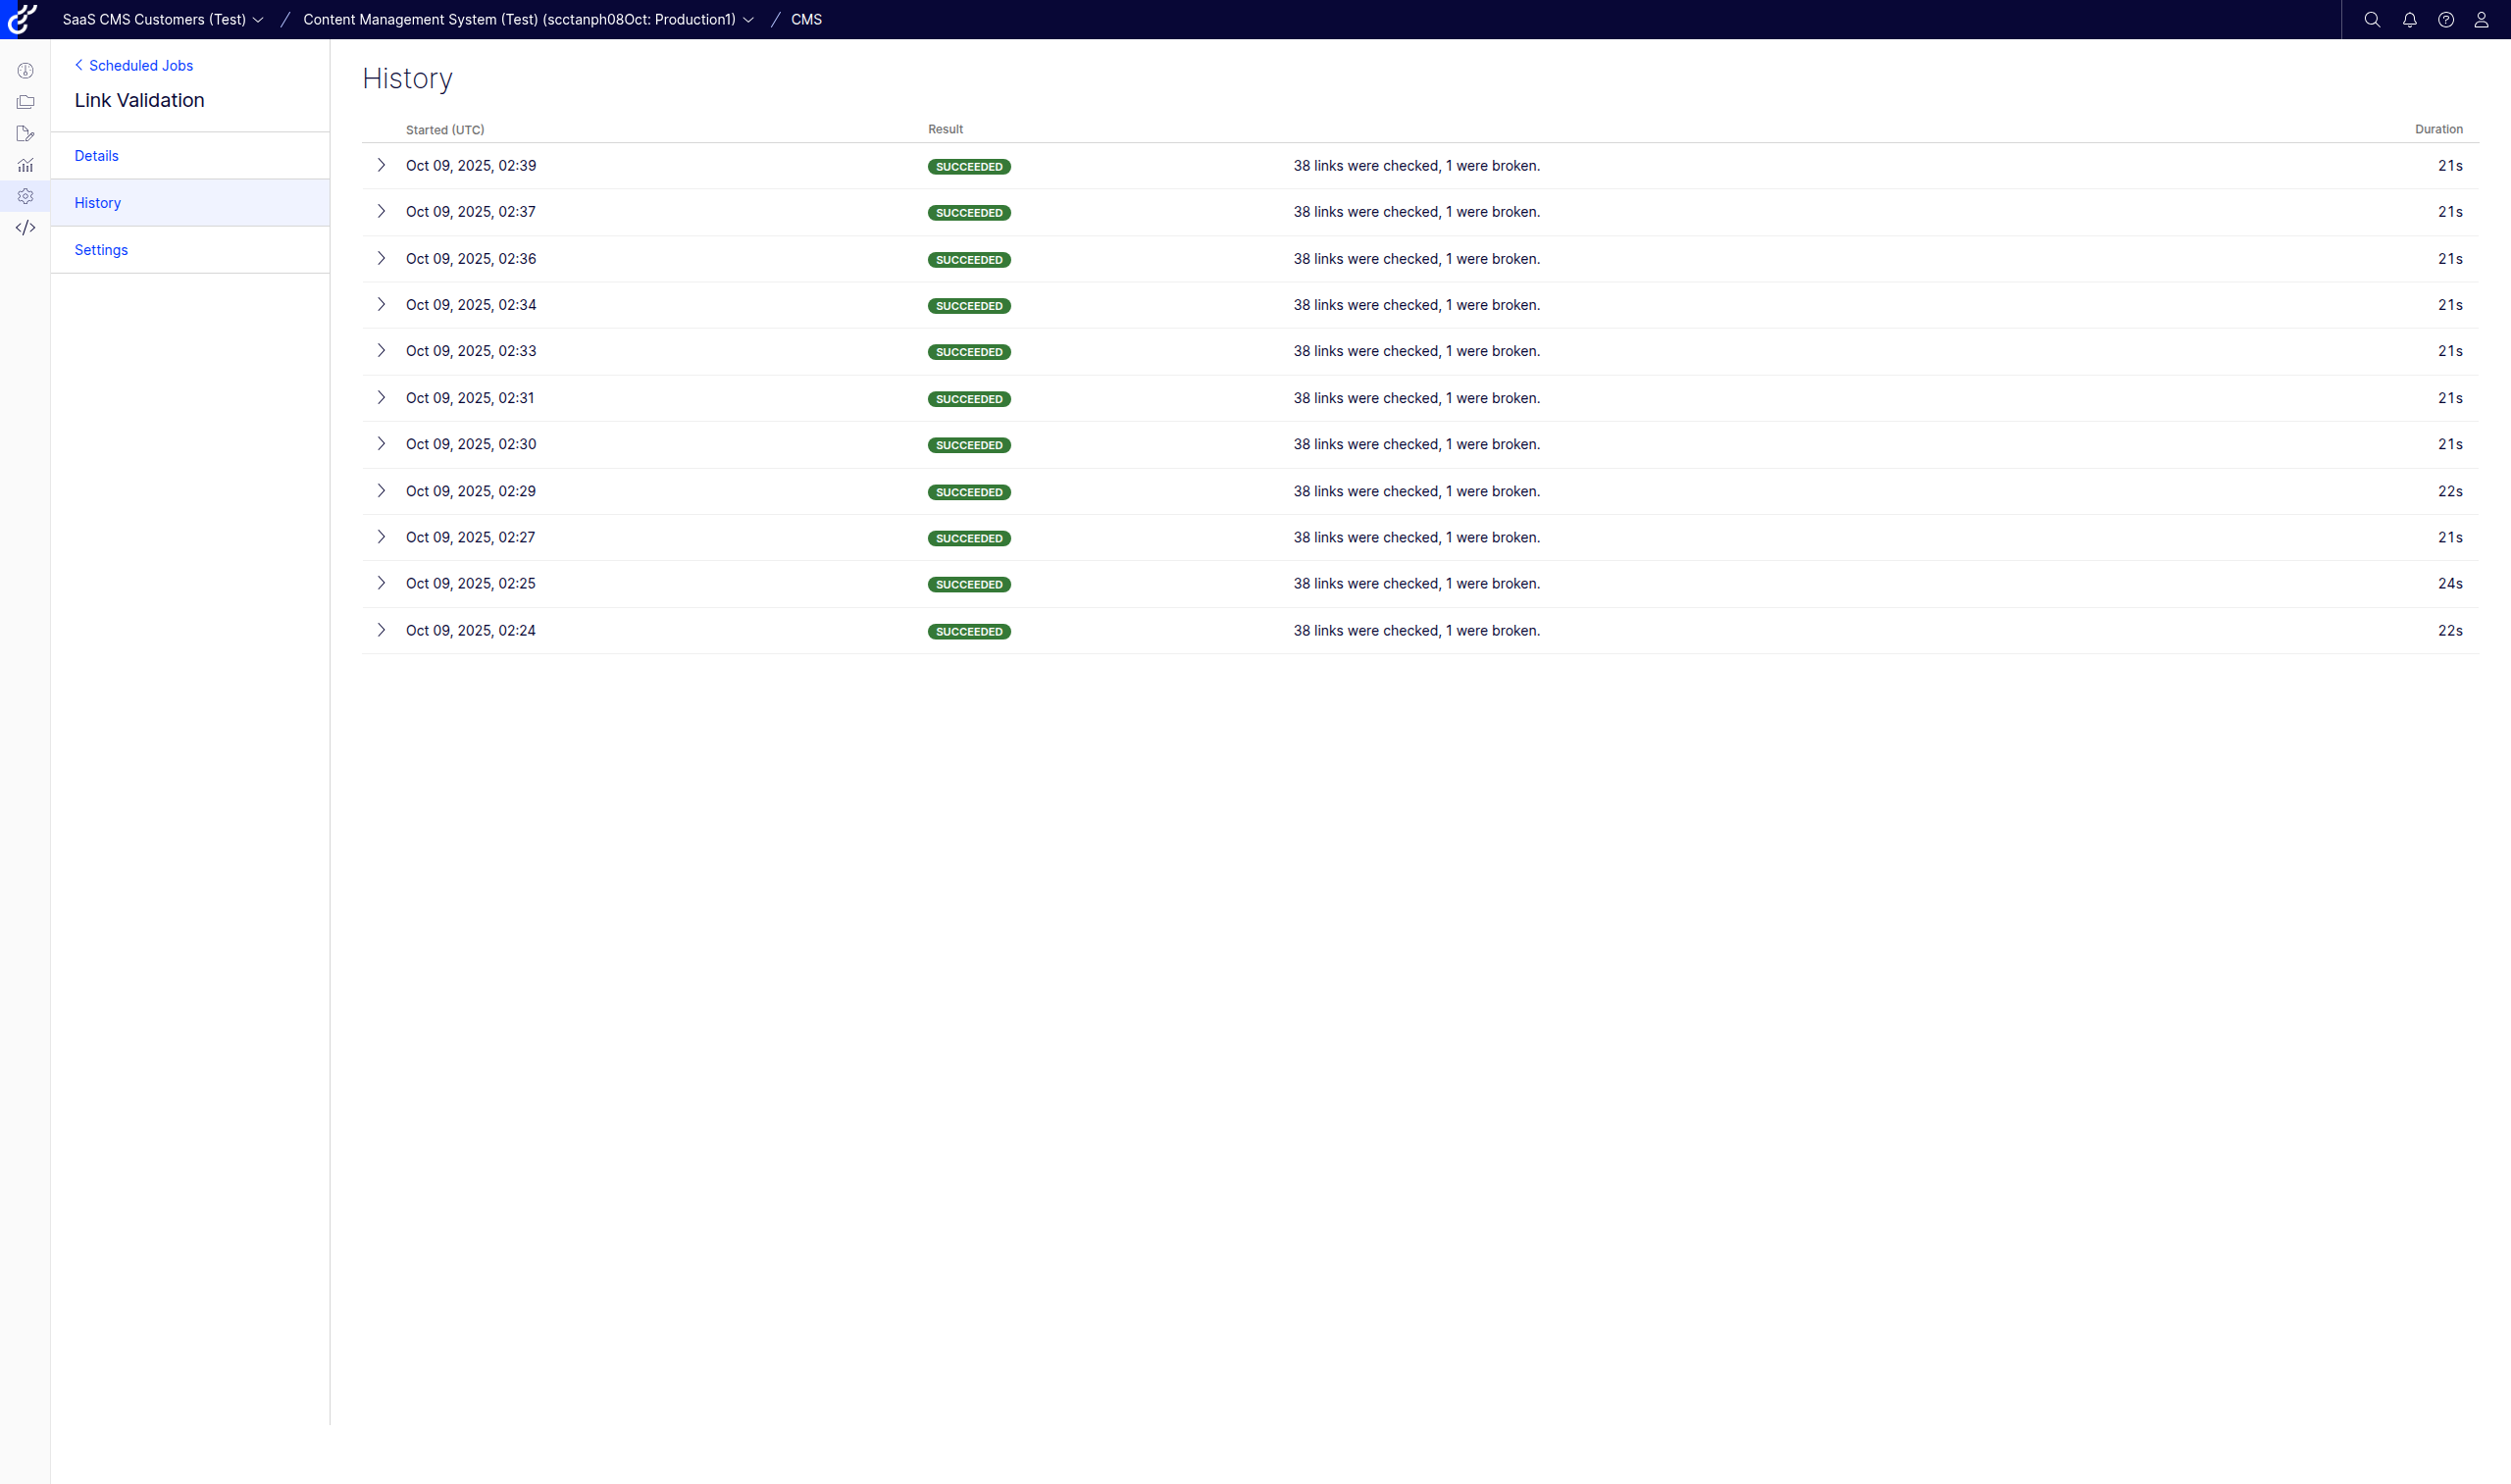 SaaS CMS Customers (Test) / Content Management System (Test) (scctanph08Oct: Production1) / CMS
Scheduled Jobs
Link Validation
Details
History
Settings
History
Started (UTC) Result Duration
Oct 09, 2025, 02:39 SUCCEEDED 38 links were checked, 1 were broken. 21s
Oct 09, 2025, 02:37 SUCCEEDED 38 links were checked, 1 were broken. 21s
Oct 09, 2025, 02:36 SUCCEEDED 38 links were checked, 1 were broken. 21s
Oct 09, 2025, 02:34 SUCCEEDED 38 links were checked, 1 were broken. 21s
Oct 09, 2025, 02:33 SUCCEEDED 38 links were checked, 1 were broken. 21s
Oct 09, 2025, 02:31 SUCCEEDED 38 links were checked, 1 were broken. 21s
Oct 09, 2025, 02:30 SUCCEEDED 38 links were checked, 1 were broken. 21s
Oct 09, 2025, 02:29 SUCCEEDED 38 links were checked, 1 were broken. 22s
Oct 09, 2025, 02:27 SUCCEEDED 38 links were checked, 1 were broken. 21s
Oct 09, 2025, 02:25 SUCCEEDED 38 links were checked, 1 were broken. 24s
Oct 09, 2025, 02:24 SUCCEEDED 38 links were checked, 1 were broken. 22s